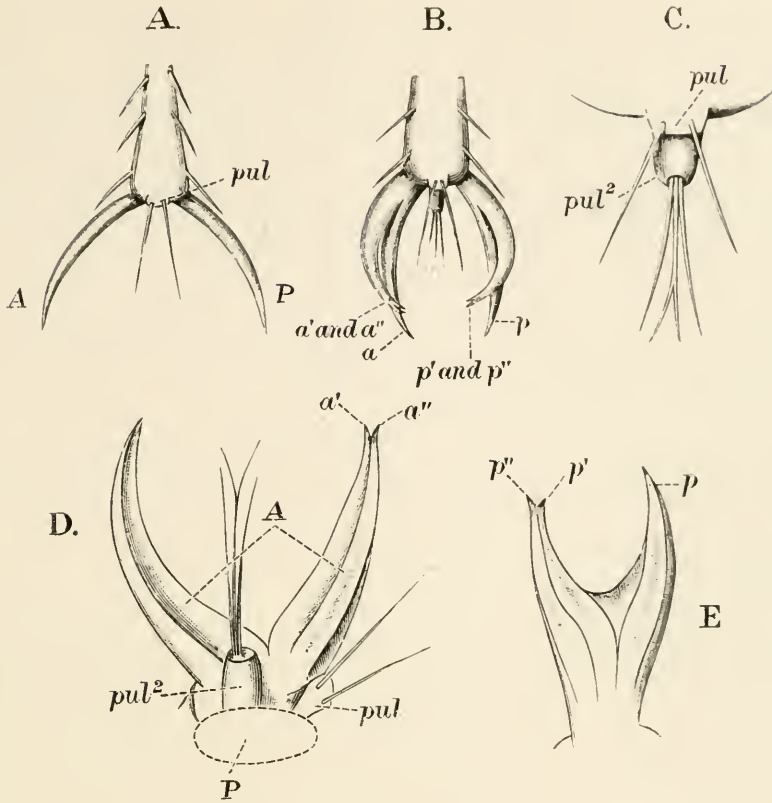 A.
B.
C.
pul
pul
pul²
A
P
a' and a"
a
p' and p"
p
a'
a"
p"
p'
p
D.
A
E
pul²
pul
P